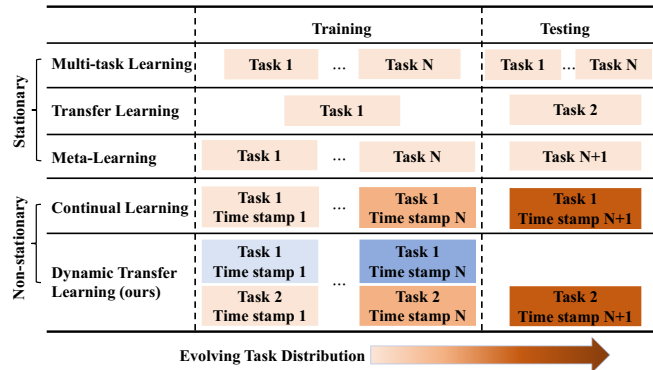 Training Testing
Stationary
Multi-task Learning Task 1 ... Task N Task 1 ... Task N
Transfer Learning Task 1 Task 2
Meta-Learning Task 1 ... Task N Task N+1
Non-stationary
Continual Learning Task 1 Time stamp 1 ... Task 1 Time stamp N Task 1 Time stamp N+1
Dynamic Transfer Learning (ours) Task 1 Time stamp 1 ... Task 1 Time stamp N
Task 2 Time stamp 1 Task 2 Time stamp N Task 2 Time stamp N+1
Evolving Task Distribution